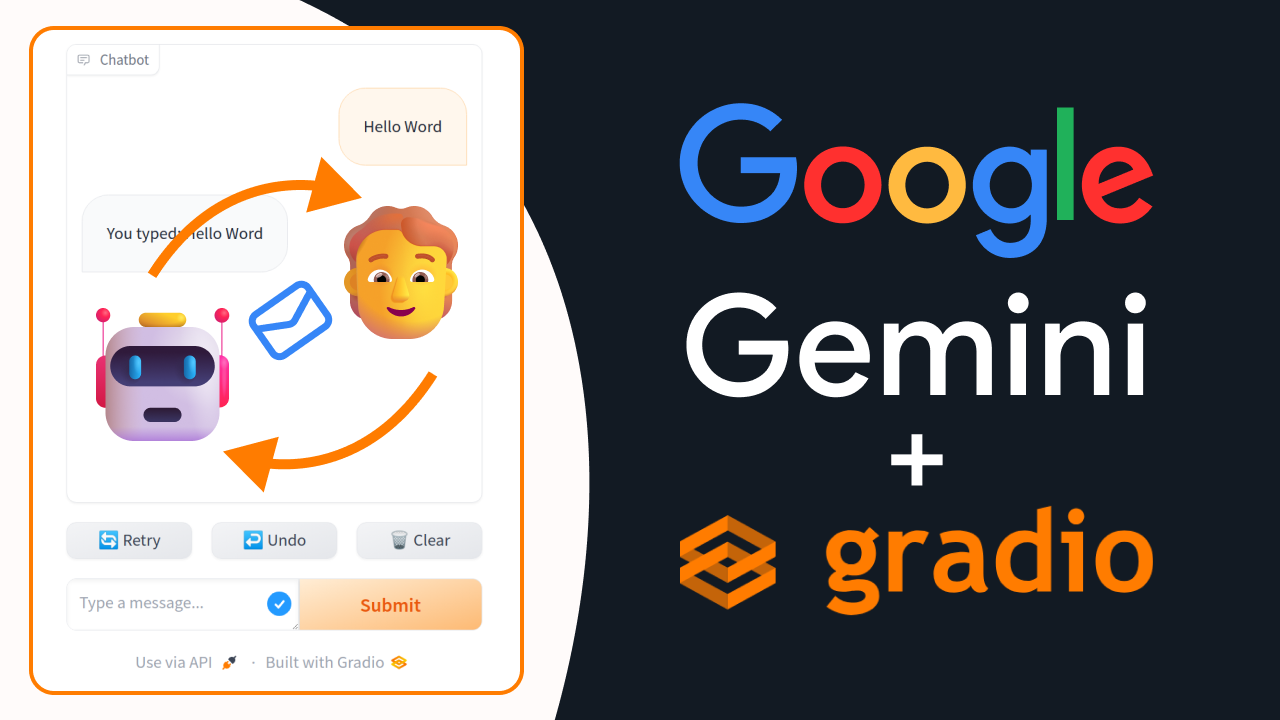 Chatbot
Hello Word
You typed: Hello Word
Retry
Undo
Clear
Type a message...
Submit
Use via API · Built with Gradio
Google
Gemini
+
gradio